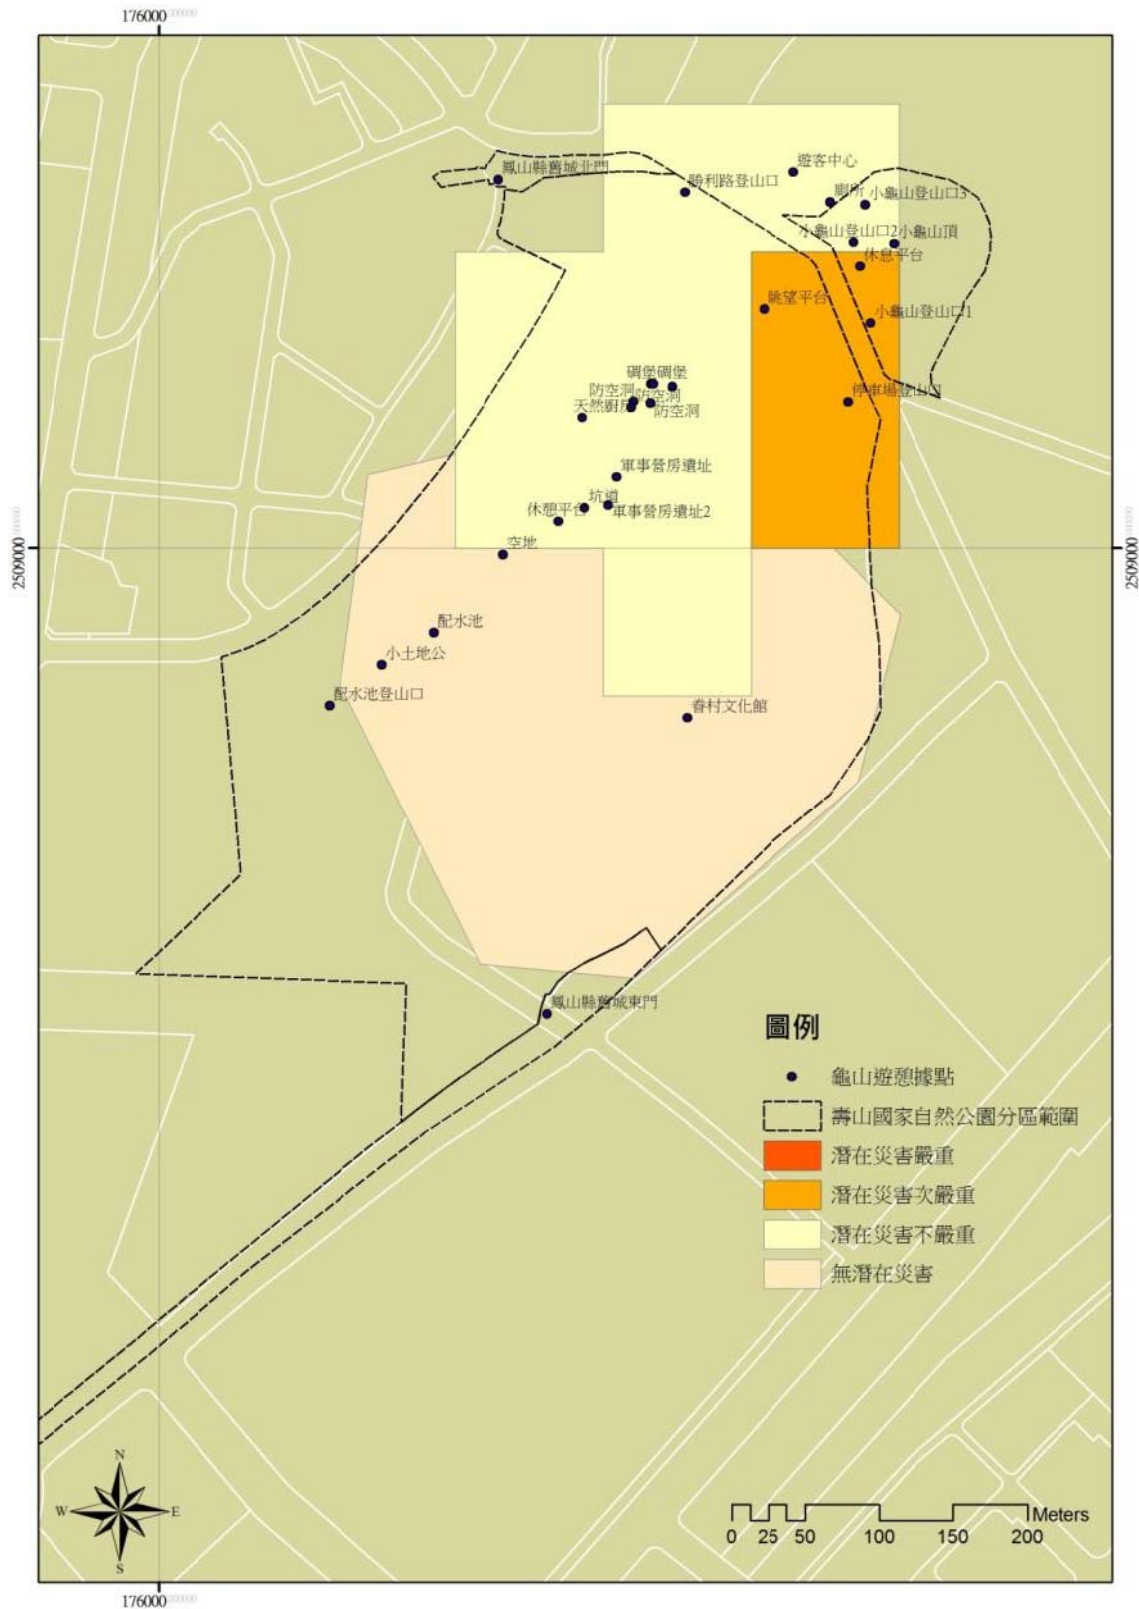 176000
鳳山縣舊城北門
遊客中心
勝利路登山口
廁所
小龜山登山口3
小龜山登山口2
小龜山頂
休息平台
眺望平台
小龜山登山口1
碉堡
碉堡
防空洞
防空洞
停車場登山口
天然廚房
防空洞
軍事營房遺址
坑道
休憩平台
軍事營房遺址2
2509000
空地
2509000
配水池
小土地公
配水池登山口
眷村文化館
鳳山縣舊城東門
圖例
龜山遊憩據點
壽山國家自然公園分區範圍
潛在災害嚴重
潛在災害次嚴重
潛在災害不嚴重
無潛在災害
N
W
E
S
Meters
0 25 50 100 150 200
176000